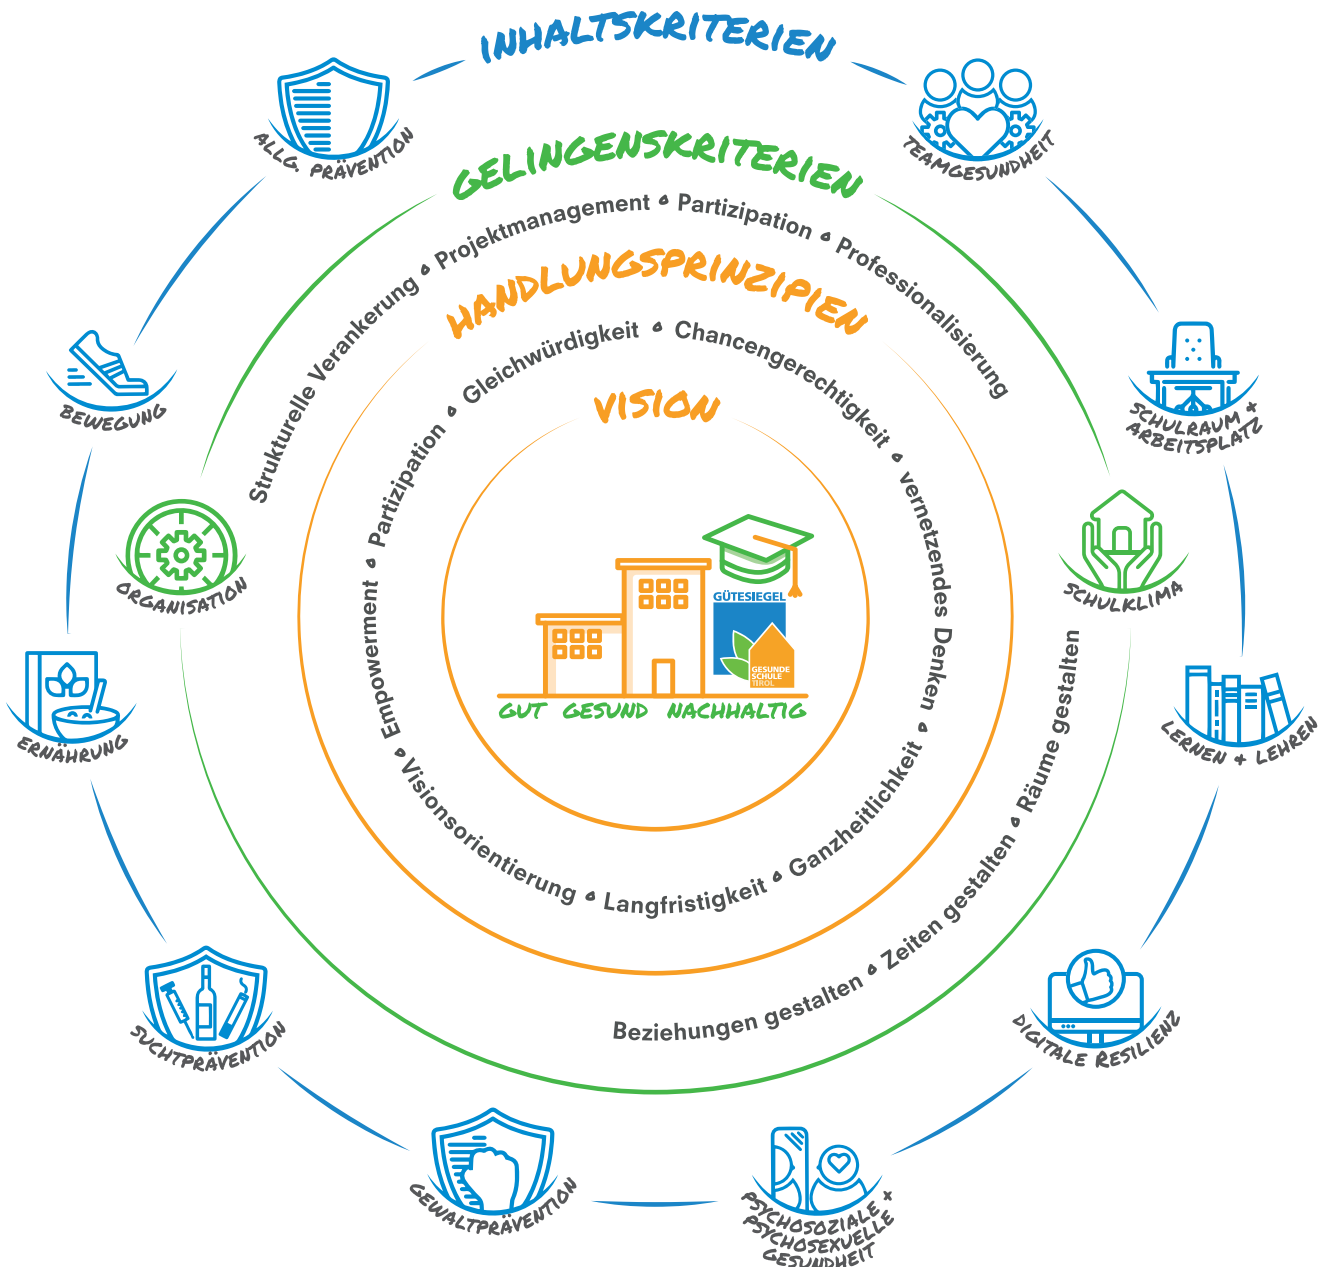 INHALTSKRITERIEN
ALLG. PRÄVENTION
TEAMGESUNDHEIT
SCHULRAUM +
ARBEITSPLATZ
LERNEN + LEHREN
DIGITALE RESILIENZ
PSYCHOSOZIALE +
PSYCHOSEXUELLE
GESUNDHEIT
GEWALTPRÄVENTION
SUCHTPRÄVENTION
ERNÄHRUNG
BEWEGUNG
GELINGENSKRITERIEN
Strukturelle Verankerung • Projektmanagement • Partizipation • Professionalisierung
ORGANISATION
SCHULKLIMA
Beziehungen gestalten • Zeiten gestalten • Räume gestalten
HANDLUNGSPRINZIPIEN
Visionsorientierung • Empowerment • Partizipation • Gleichwürdigkeit • Chancengerechtigkeit • vernetzendes Denken • Ganzheitlichkeit • Langfristigkeit •
VISION
GÜTESIEGEL
GESUNDE
SCHULE
TIROL
GUT GESUND NACHHALTIG